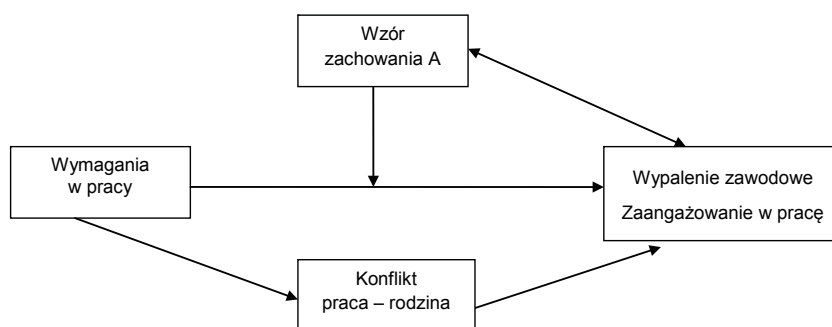 Wzór
zachowania A
Wymagania
w pracy
Wypalenie zawodowe
Zaangażowanie w pracę
Konflikt
praca – rodzina